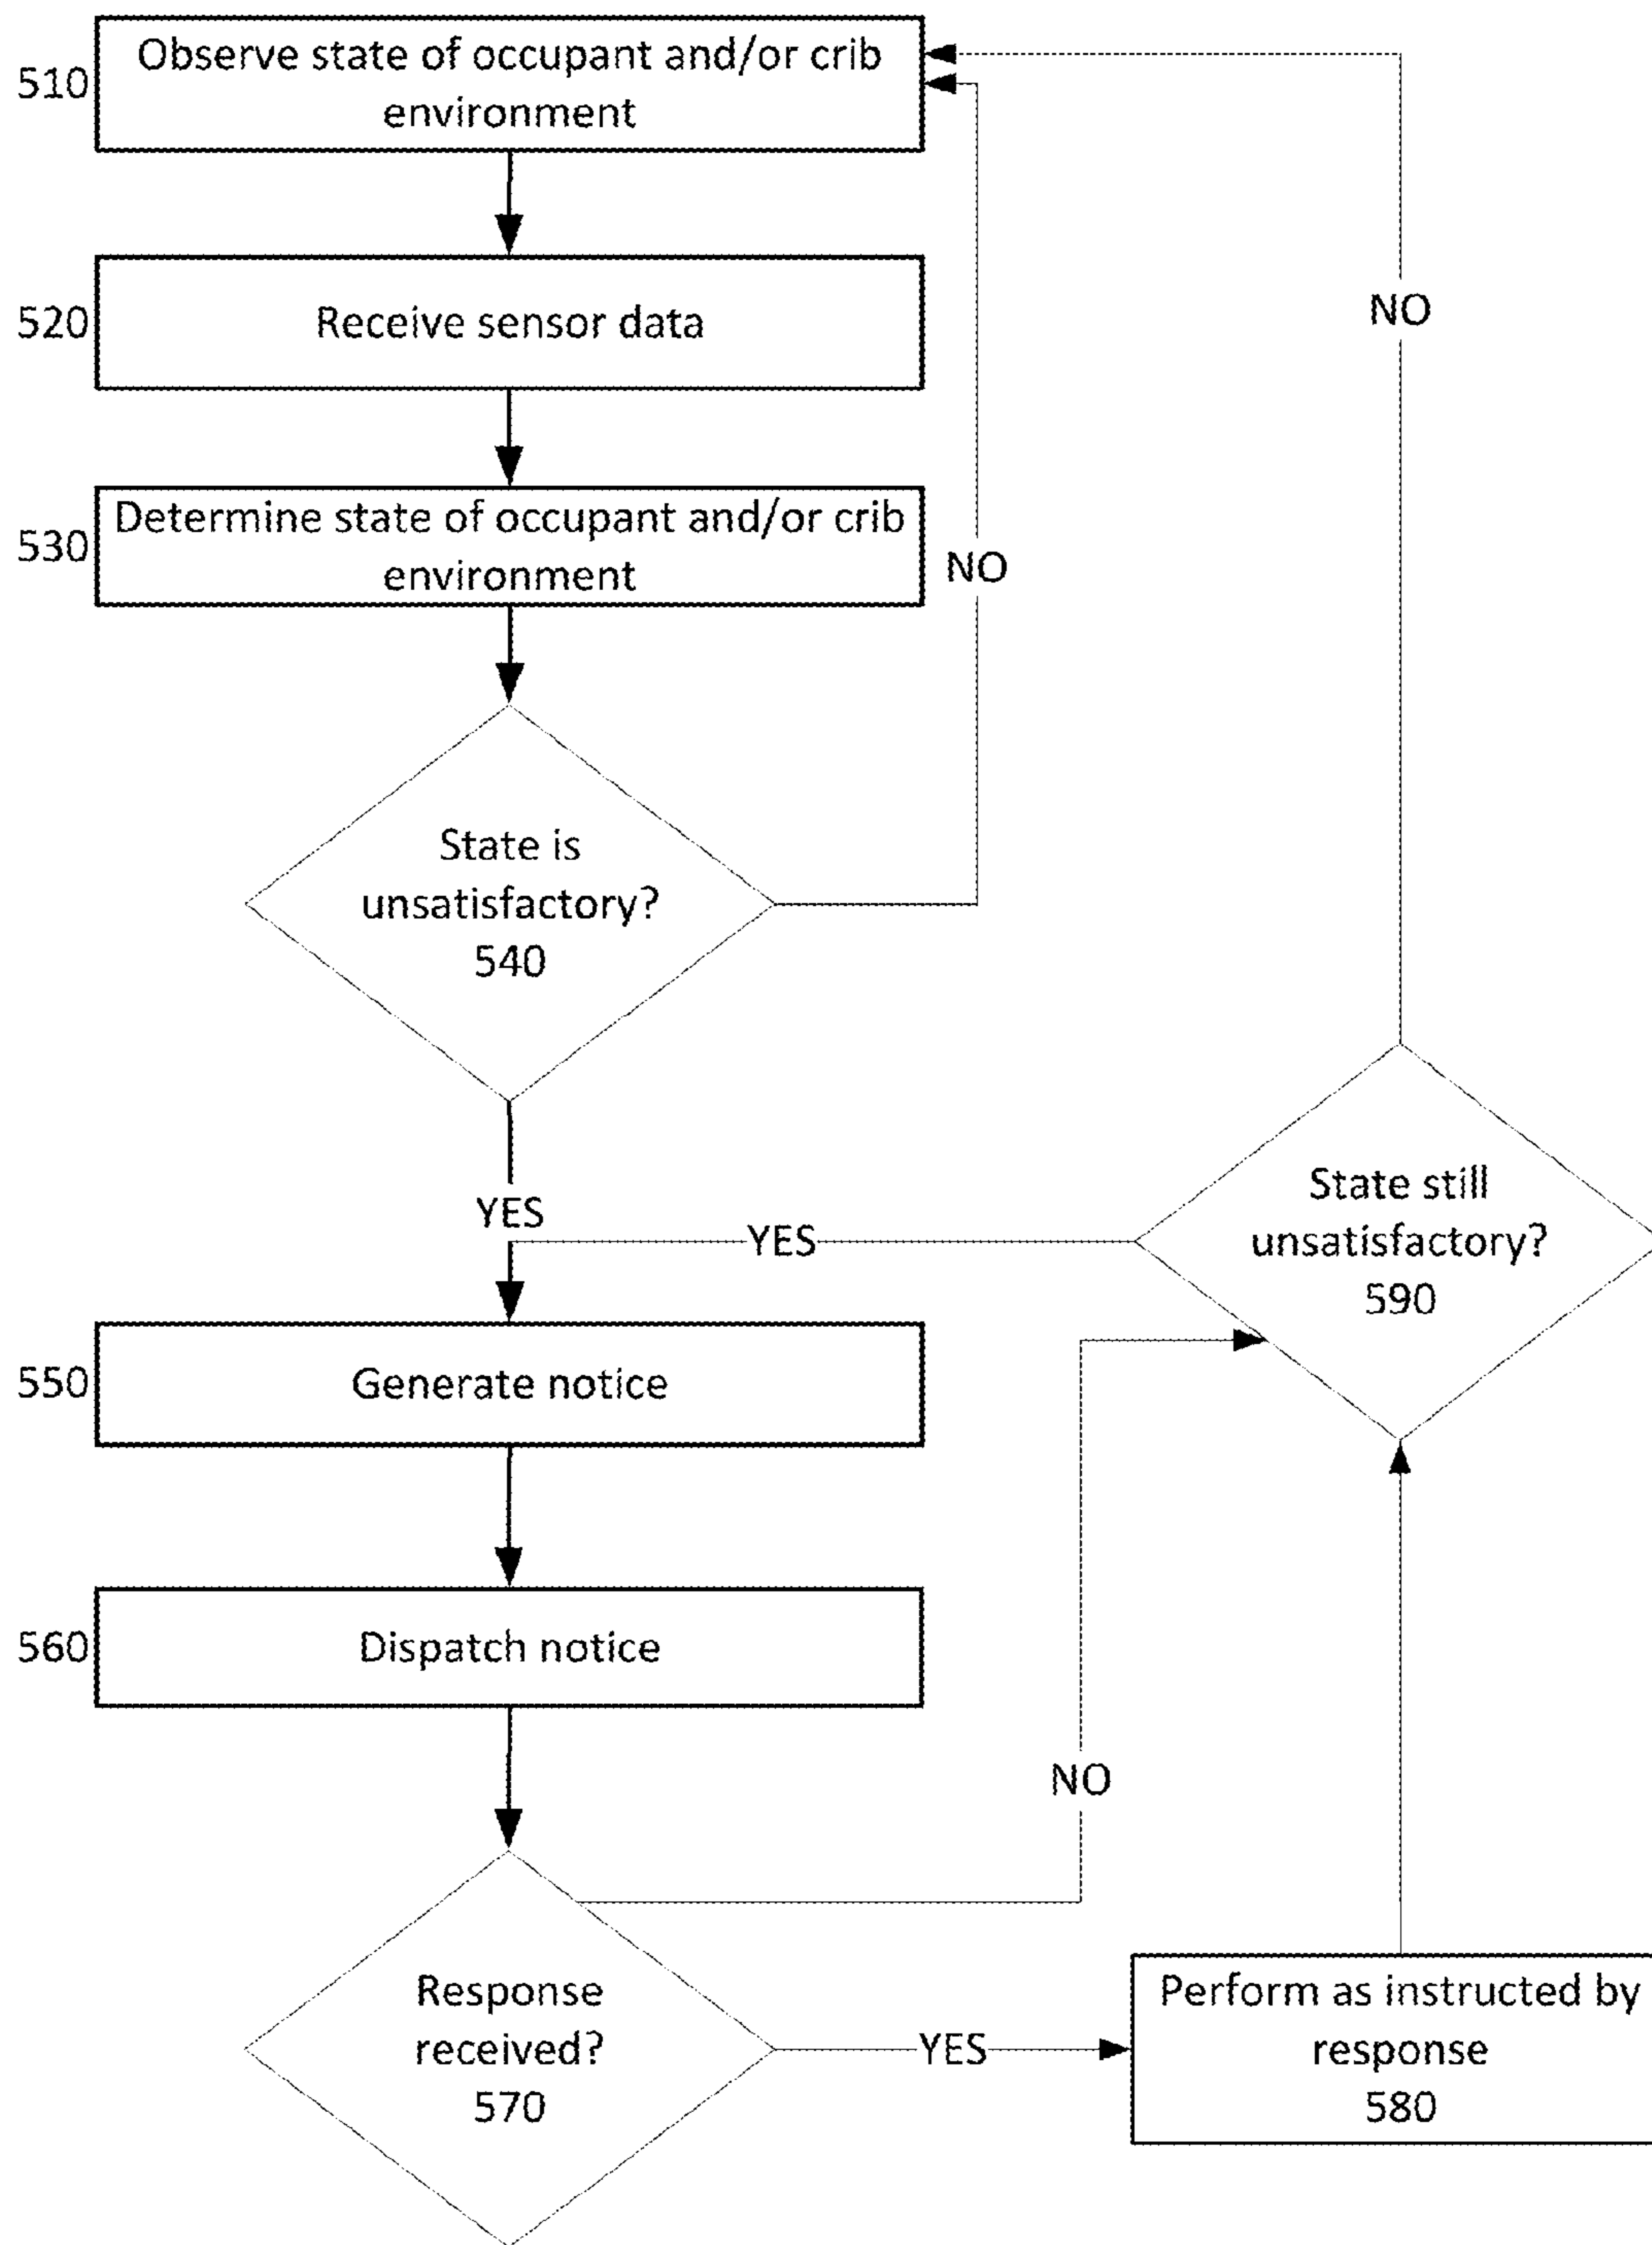 510
Observe state of occupant and/or crib
environment
520
Receive sensor data
530
Determine state of occupant and/or crib
environment
NO
NO
State is
unsatisfactory?
540
YES
YES
State still
unsatisfactory?
590
550
Generate notice
560
Dispatch notice
NO
Response
received?
570
YES
Perform as instructed by
response
580